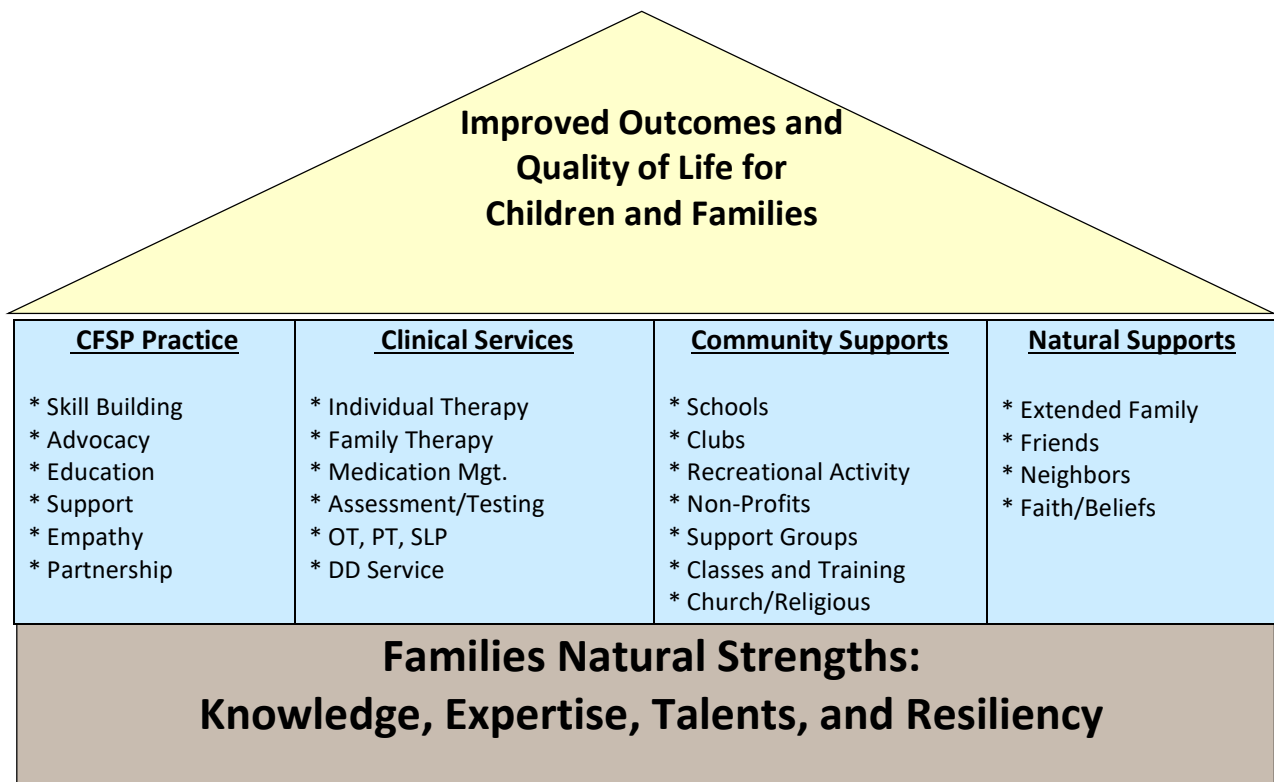 Improved Outcomes and
Quality of Life for
Children and Families
CFSP Practice
* Skill Building
* Advocacy
* Education
* Support
* Empathy
* Partnership
Clinical Services
* Individual Therapy
* Family Therapy
* Medication Mgt.
* Assessment/Testing
* OT, PT, SLP
* DD Service
Community Supports
* Schools
* Clubs
* Recreational Activity
* Non-Profits
* Support Groups
* Classes and Training
* Church/Religious
Natural Supports
* Extended Family
* Friends
* Neighbors
* Faith/Beliefs
Families Natural Strengths:
Knowledge, Expertise, Talents, and Resiliency